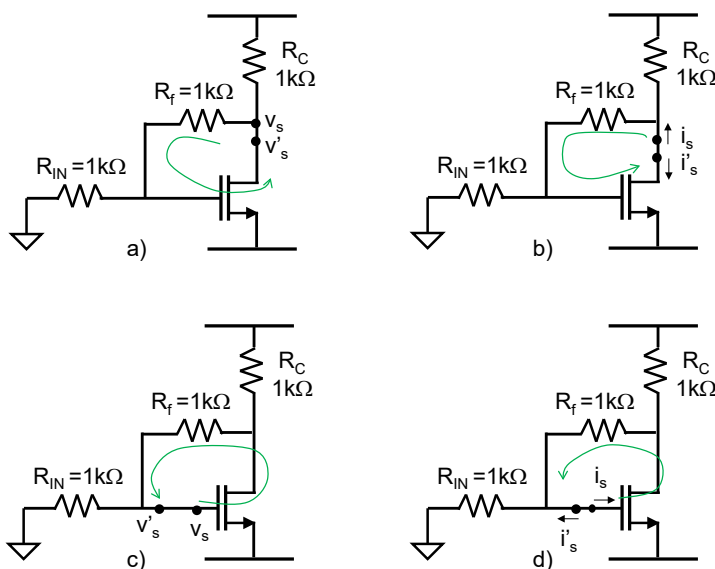 R_C
1kΩ
R_f =1kΩ
v_s
v'_s
R_IN =1kΩ
a)
R_C
1kΩ
R_f =1kΩ
i_s
i'_s
R_IN =1kΩ
b)
R_C
1kΩ
R_f =1kΩ
R_IN =1kΩ
v'_s v_s
c)
R_C
1kΩ
R_f =1kΩ
R_IN =1kΩ
i_s
i'_s
d)